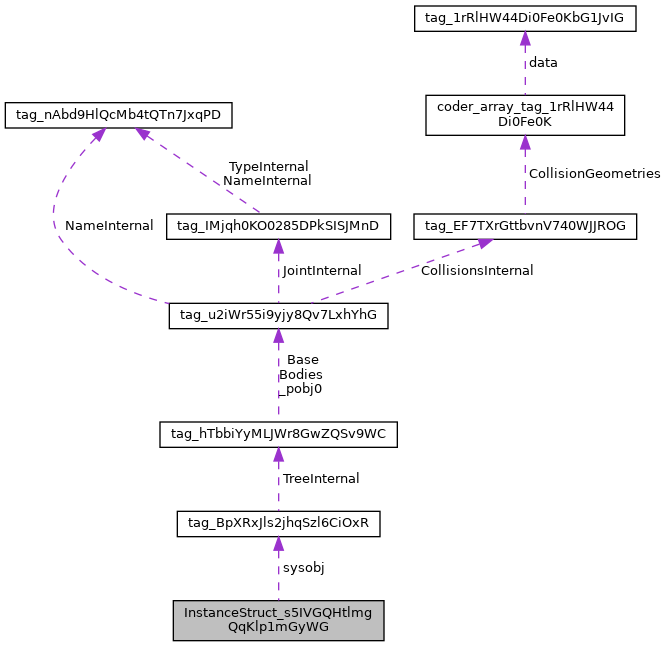 tag_1rRlHW44Di0Fe0KbG1JvIG
data
tag_nAbd9HlQcMb4tQTn7JxqPD
coder_array_tag_1rRlHW44
Di0Fe0K
TypeInternal
NameInternal
CollisionGeometries
NameInternal
tag_IMjqh0KO0285DPkSISJMnD
tag_EF7TXrGttbvnV740WJJROG
JointInternal
CollisionsInternal
tag_u2iWr55i9yjy8Qv7LxhYhG
Base
Bodies
_pobj0
tag_hTbbiYyMLJWr8GwZQSv9WC
TreeInternal
tag_BpXRxJls2jhqSzl6CiOxR
sysobj
InstanceStruct_s5IVGQHtlmg
QqKlp1mGyWG